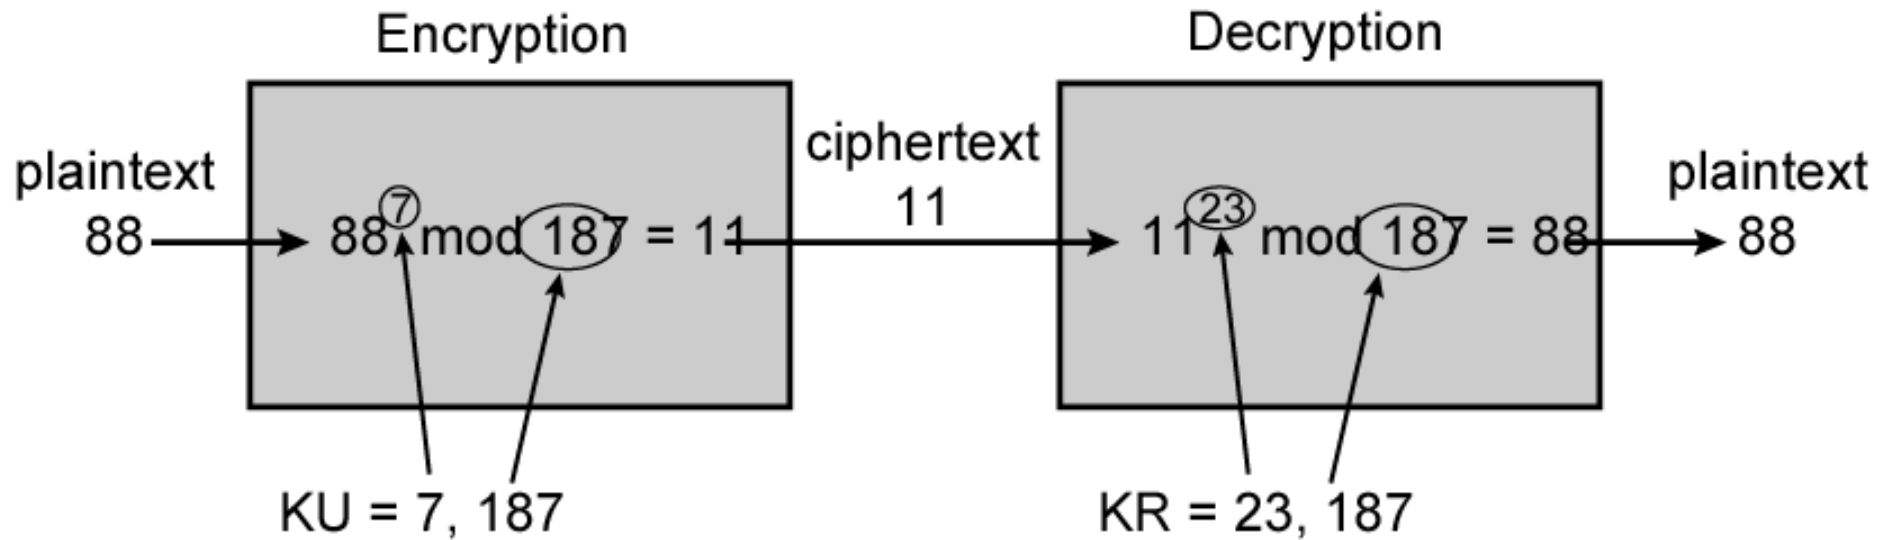 Encryption
Decryption
plaintext
88
88^7 mod 187 = 11
ciphertext
11
11^23 mod 187 = 88
plaintext
88
KU = 7, 187
KR = 23, 187